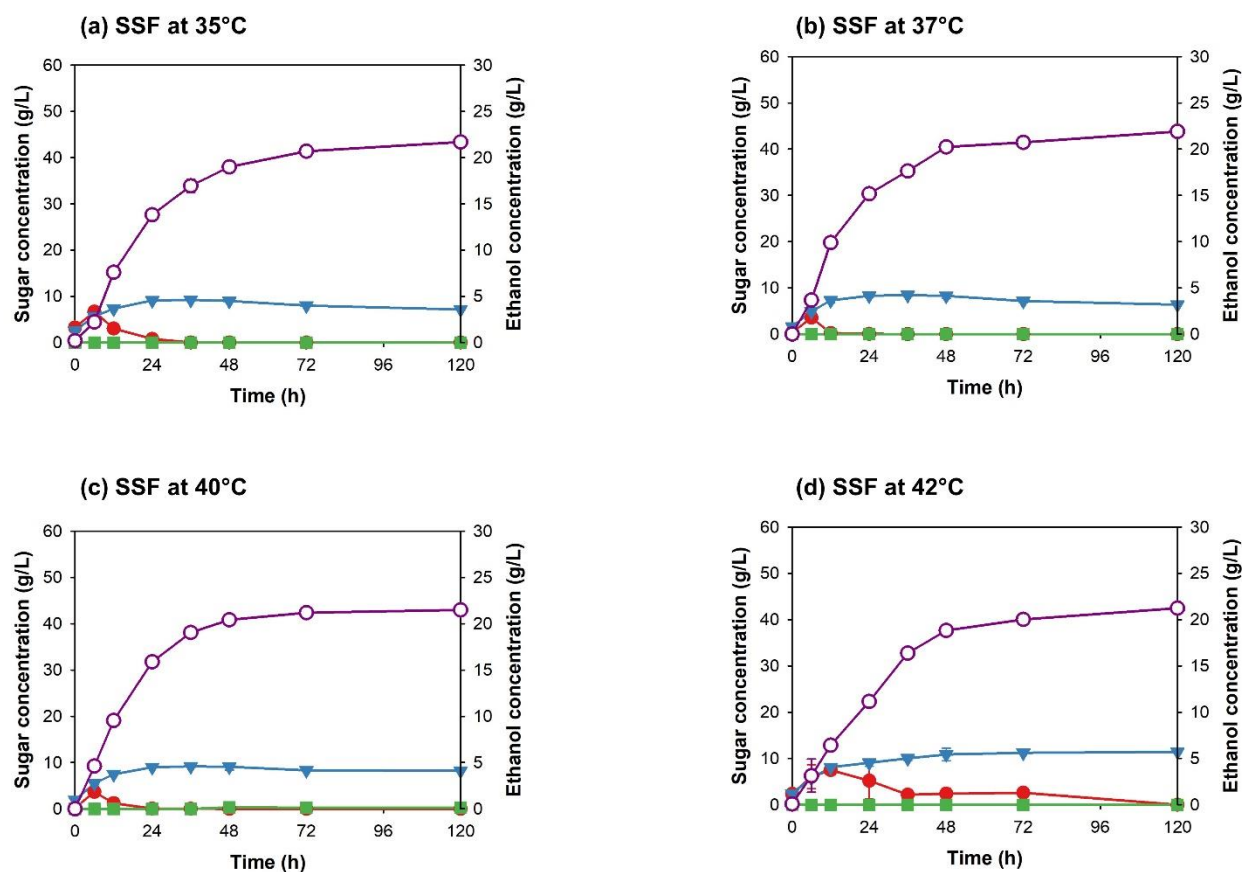 (a) SSF at 35°C
Sugar concentration (g/L)
60
50
40
30
20
10
0
30
25
20
15
10
5
0
Ethanol concentration (g/L)
0 24 48 72 96 120
Time (h)
(b) SSF at 37°C
Sugar concentration (g/L)
60
50
40
30
20
10
0
30
25
20
15
10
5
0
Ethanol concentration (g/L)
0 24 48 72 96 120
Time (h)
(c) SSF at 40°C
Sugar concentration (g/L)
60
50
40
30
20
10
0
30
25
20
15
10
5
0
Ethanol concentration (g/L)
0 24 48 72 96 120
Time (h)
(d) SSF at 42°C
Sugar concentration (g/L)
60
50
40
30
20
10
0
30
25
20
15
10
5
0
Ethanol concentration (g/L)
0 24 48 72 96 120
Time (h)